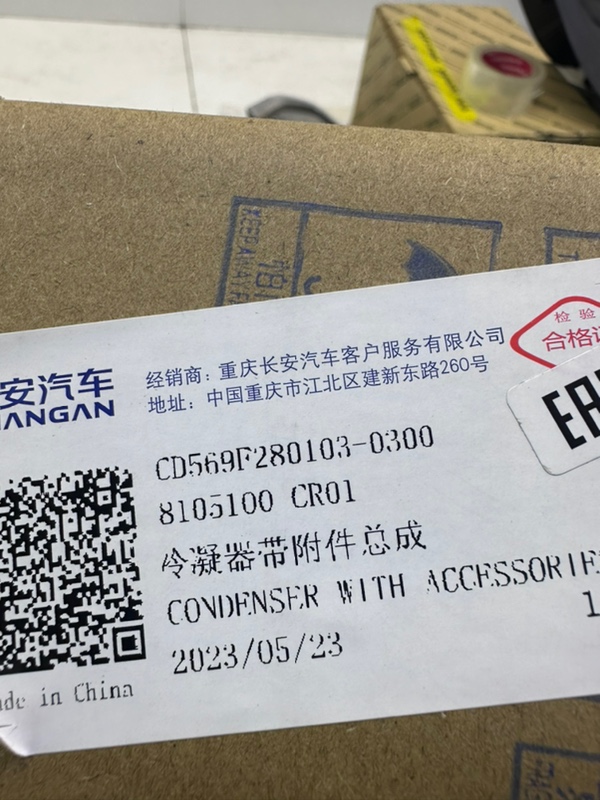 安汽车
ANGAN
经销商: 重庆长安汽车客户服务有限公司
地址: 中国重庆市江北区建新东路260号
检验
合格
CD569F280103-0300
8105100 CR01
冷凝器带附件总成
CONDENSER WITH ACCESSORIE
1
2023/05/23
in China